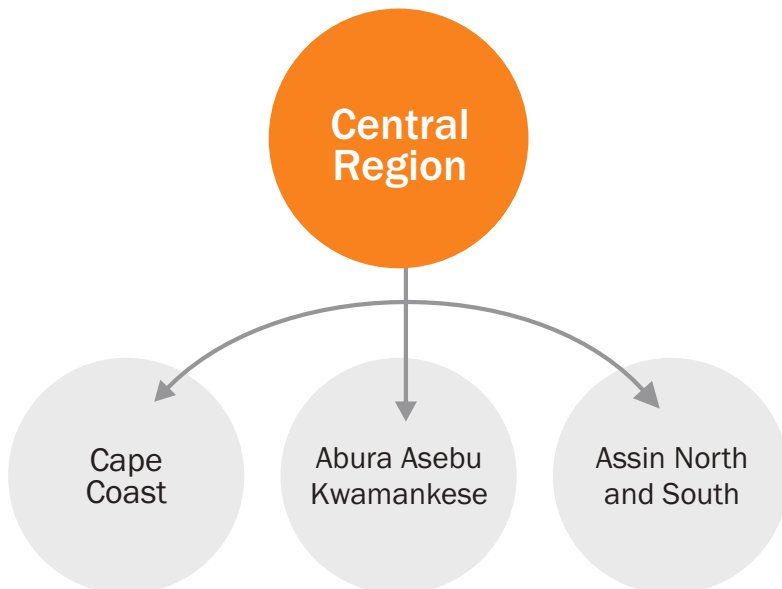 Central
Region
Cape
Coast
Abura Asebu
Kwamankese
Assin North
and South